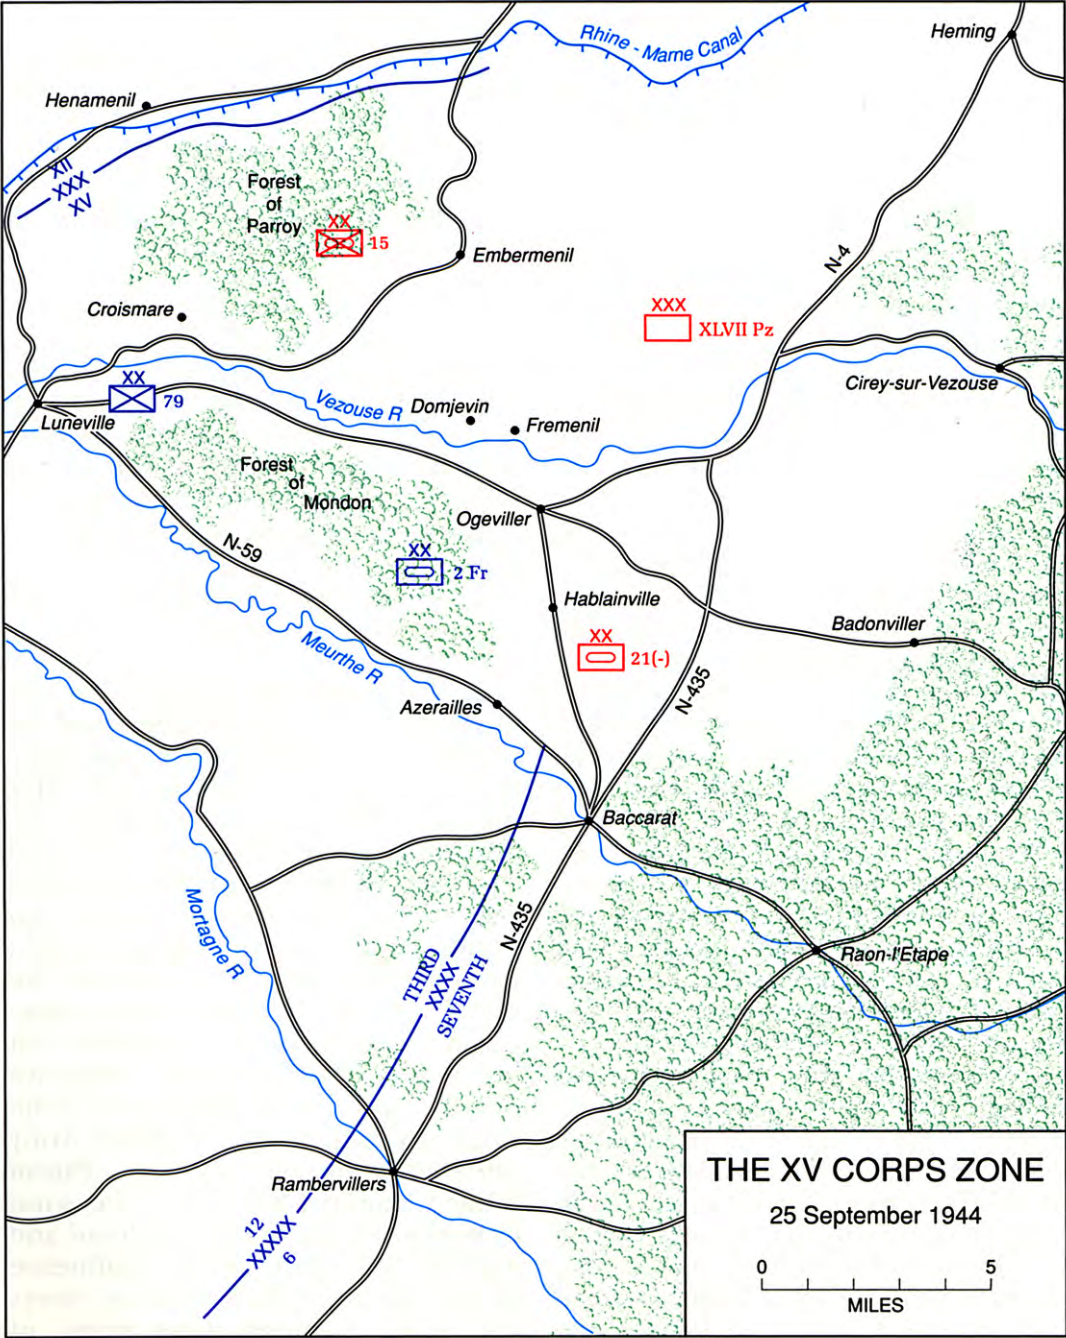 Rhine - Marne Canal
Heming
Henamenil
XII
XXX
XV
Forest
of
Parroy
XX
15
Embermenil
N-4
Croismare
XXX
XLVII Pz
Cirey-sur-Vezouse
XX
79
Luneville
Vezouse R
Domjevin
Fremenil
Forest
of
Mondon
Ogeviller
N-59
XX
2 Fr
Hablainville
Badonviller
XX
21(-)
Meurthe R
N-435
Azerailles
Baccarat
Mortagne R
N-435
THIRD
XXXX
SEVENTH
Raon-l'Etape
Rambervillers
12
XXXXX
6
THE XV CORPS ZONE
25 September 1944
0 5
MILES